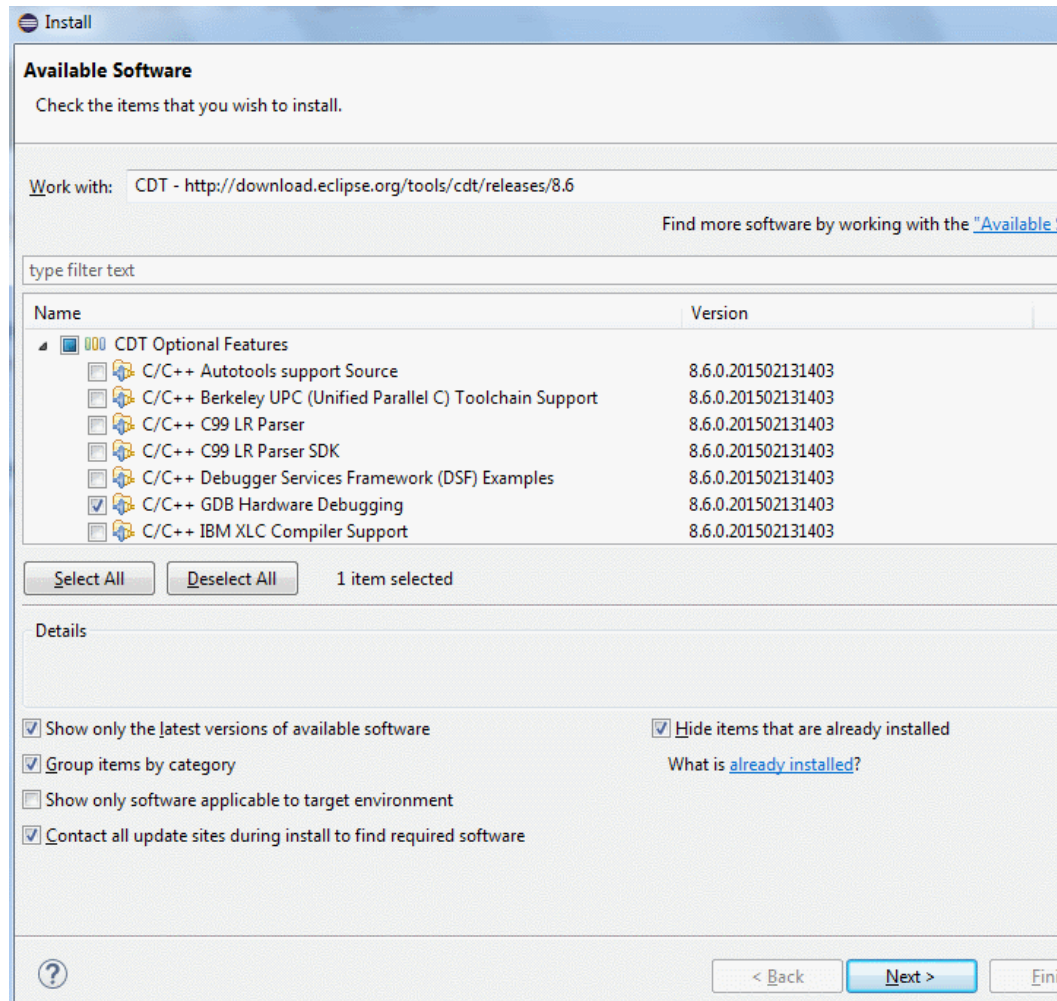 Install
Available Software
Check the items that you wish to install.
Work with: CDT - http://download.eclipse.org/tools/cdt/releases/8.6
Find more software by working with the "Available
type filter text
Name Version
CDT Optional Features
C/C++ Autotools support Source 8.6.0.201502131403
C/C++ Berkeley UPC (Unified Parallel C) Toolchain Support 8.6.0.201502131403
C/C++ C99 LR Parser 8.6.0.201502131403
C/C++ C99 LR Parser SDK 8.6.0.201502131403
C/C++ Debugger Services Framework (DSF) Examples 8.6.0.201502131403
C/C++ GDB Hardware Debugging 8.6.0.201502131403
C/C++ IBM XLC Compiler Support 8.6.0.201502131403
Select All Deselect All 1 item selected
Details
Show only the latest versions of available software Hide items that are already installed
Group items by category What is already installed?
Show only software applicable to target environment
Contact all update sites during install to find required software
? < Back Next > Fini